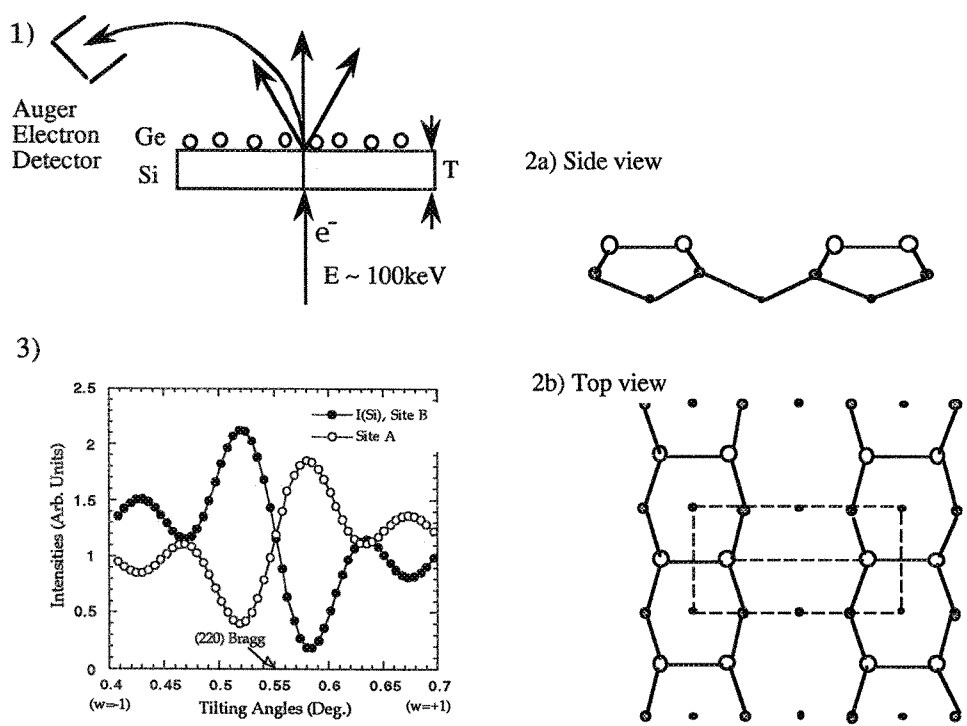 1)
Auger
Electron
Detector
Ge
Si
T
e-
E ~ 100keV
2a) Side view
3)
2.5
2
1.5
1
0.5
0
Intensities (Arb. Units)
I(Si), Site B
Site A
(220) Bragg
0.4
0.45
0.5
0.55
0.6
0.65
0.7
(w=-1)
Tilting Angles (Deg.)
(w=+1)
2b) Top view